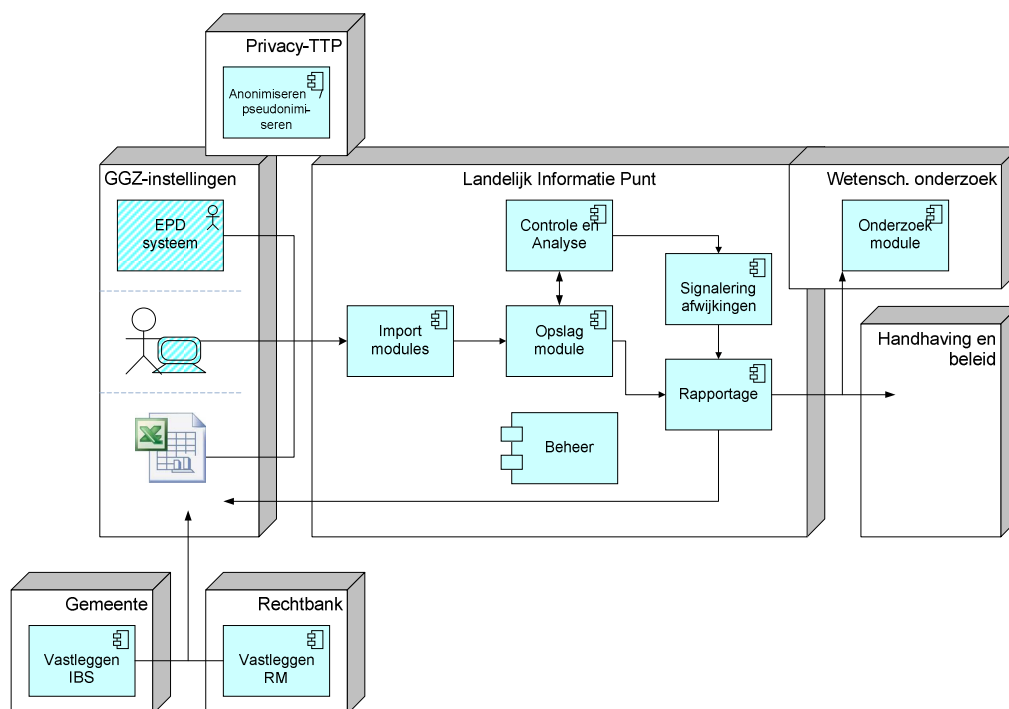 Privacy-TTP
Anonimiseren /
pseudonimi-
seren
GGZ-instellingen
EPD
systeem
Landelijk Informatie Punt
Controle en
Analyse
Signalering
afwijkingen
Import
modules
Opslag
module
Rapportage
Beheer
Wetensch. onderzoek
Onderzoek
module
Handhaving en
beleid
Gemeente
Vastleggen
IBS
Rechtbank
Vastleggen
RM